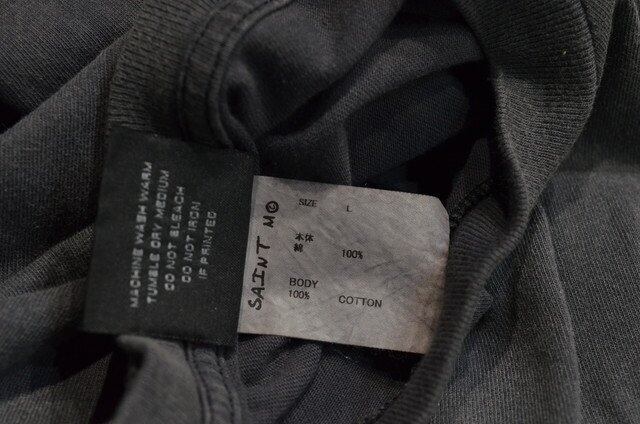 MACHINE WASH WARM
TUMBLE DRY MEDIUM
DO NOT BLEACH
DO NOT IRON
IF PRINTED
SAINT M
SIZE L
本体
綿 100%
BODY
100% COTTON